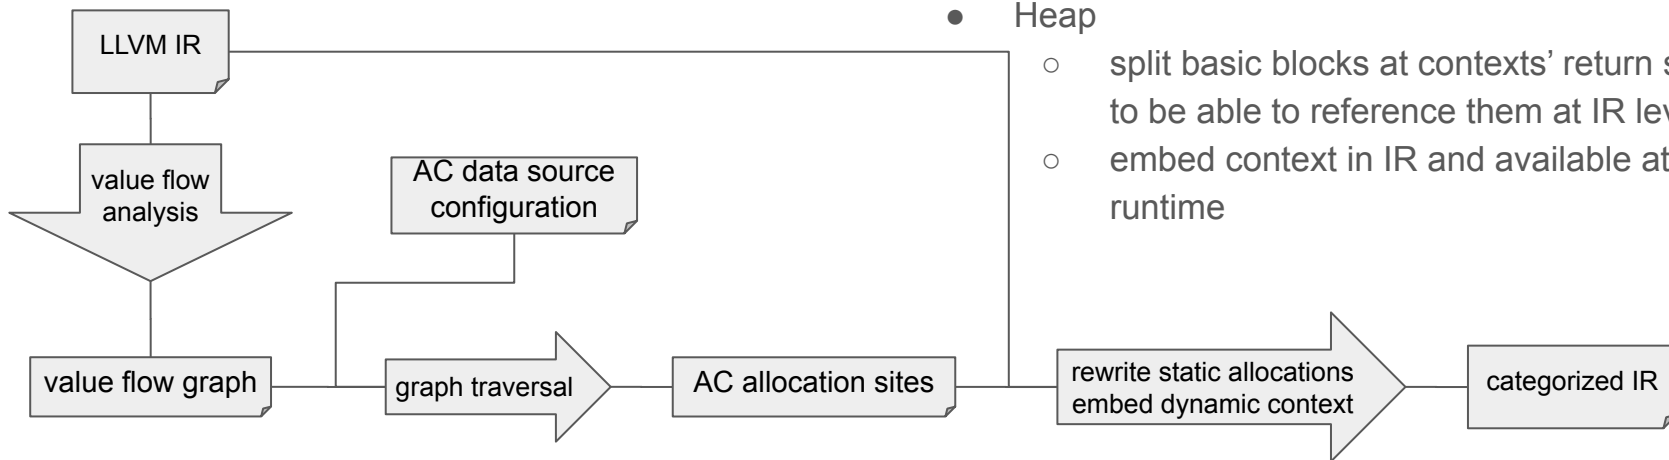 LLVM IR
value flow
analysis
AC data source
configuration
value flow graph
graph traversal
AC allocation sites
● Heap
○ split basic blocks at contexts’ return
to be able to reference them at IR
○ embed context in IR and available at
runtime
rewrite static allocations
embed dynamic context
categorized IR